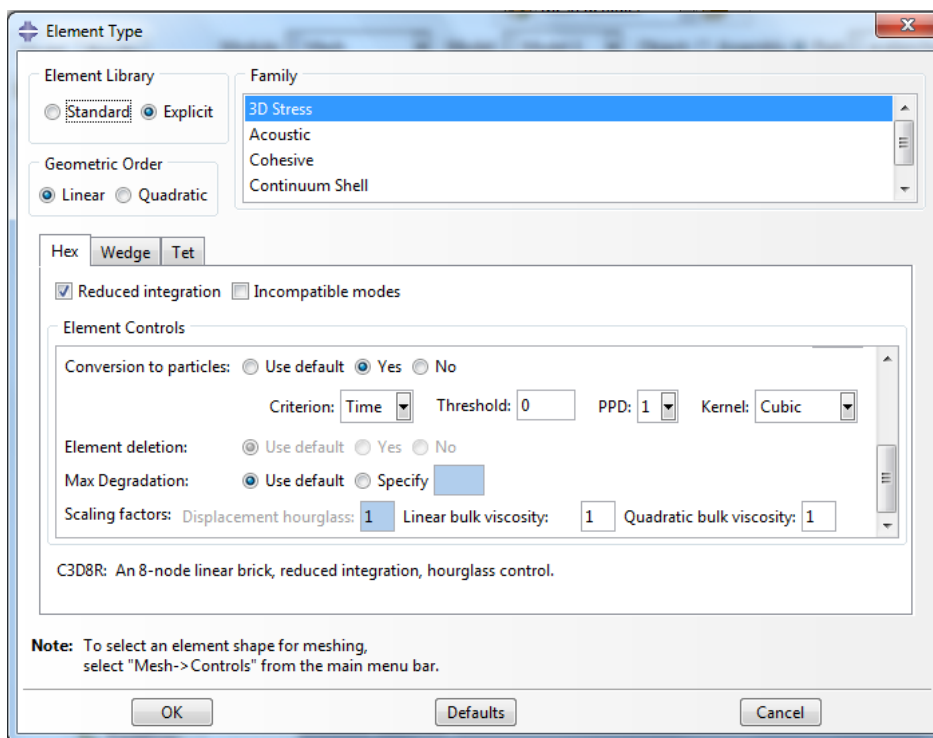 Element Type
Element Library
Standard Explicit
Family
3D Stress
Acoustic
Cohesive
Continuum Shell
Geometric Order
Linear Quadratic
Hex Wedge Tet
Reduced integration Incompatible modes
Element Controls
Conversion to particles: Use default Yes No
Criterion: Time Threshold: 0 PPD: 1 Kernel: Cubic
Element deletion: Use default Yes No
Max Degradation: Use default Specify
Scaling factors: Displacement hourglass: 1 Linear bulk viscosity: 1 Quadratic bulk viscosity: 1
C3D8R: An 8-node linear brick, reduced integration, hourglass control.
Note: To select an element shape for meshing,
select "Mesh->Controls" from the main menu bar.
OK Defaults Cancel